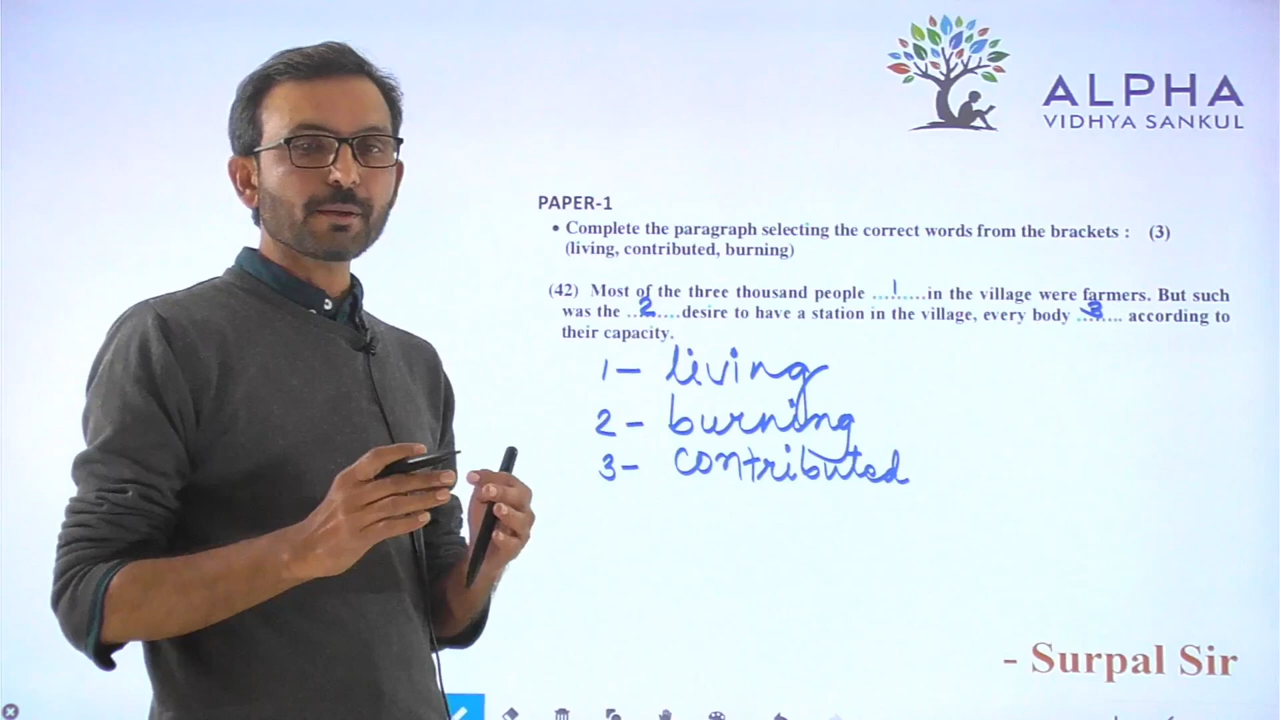 ALPHA
VIDHYA SANKUL
PAPER-1
• Complete the paragraph selecting the correct words from the brackets : (3)
(living, contributed, burning)
(42) Most of the three thousand people ....1.....in the village were farmers. But such
was the ..2....desire to have a station in the village, every body ...3..... according to
their capacity.
1- living
2- burning
3- contributed
- Surpal Sir